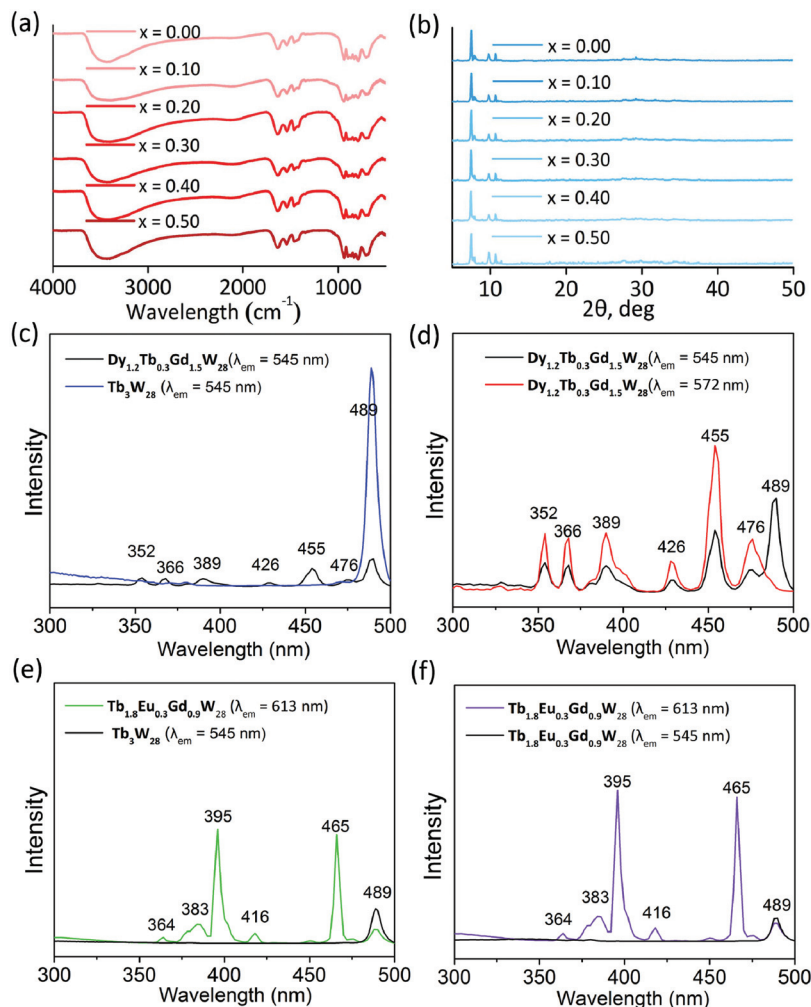 (a)
x = 0.00
x = 0.10
x = 0.20
x = 0.30
x = 0.40
x = 0.50
4000 3000 2000 1000
Wavelength (cm⁻¹)
(b)
x = 0.00
x = 0.10
x = 0.20
x = 0.30
x = 0.40
x = 0.50
10 20 30 40 50
2θ, deg
(c)
Dy₁.₂Tb₀.₃Gd₁.₅W₂₈(λem = 545 nm)
Tb₃W₂₈ (λem = 545 nm)
489
352 366 389 426 455 476
Intensity
300 350 400 450 500
Wavelength (nm)
(d)
Dy₁.₂Tb₀.₃Gd₁.₅W₂₈(λem = 545 nm)
Dy₁.₂Tb₀.₃Gd₁.₅W₂₈(λem = 572 nm)
352 366 389 426 455 476 489
Intensity
300 350 400 450 500
Wavelength (nm)
(e)
Tb₁.₈Eu₀.₃Gd₀.₉W₂₈ (λem = 613 nm)
Tb₃W₂₈ (λem = 545 nm)
364 383 395 416 465 489
Intensity
300 350 400 450 500
Wavelength (nm)
(f)
Tb₁.₈Eu₀.₃Gd₀.₉W₂₈ (λem = 613 nm)
Tb₁.₈Eu₀.₃Gd₀.₉W₂₈ (λem = 545 nm)
364 383 395 416 465 489
Intensity
300 350 400 450 500
Wavelength (nm)